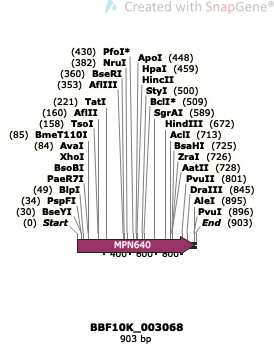 Created with SnapGene®
(430) PfoI*
(382) NruI
(360) BseRI
(353) AflIII
(221) TatI
(160) AflII
(158) TsoI
(85) BmeT110I
(84) AvaI
XhoI
BsoBI
PaeR7I
(49) BlpI
(34) PspFI
(30) BseYI
(0) Start
ApoI (448)
HpaI (459)
HincII
StyI (500)
BclI* (509)
SgrAI (589)
HindIII (672)
AclI (713)
BsaHI (725)
ZraI (726)
AatII (728)
PvuII (801)
DraIII (845)
AleI (895)
PvuI (896)
End (903)
MPN640
400 600 800
BBF10K_003068
903 bp